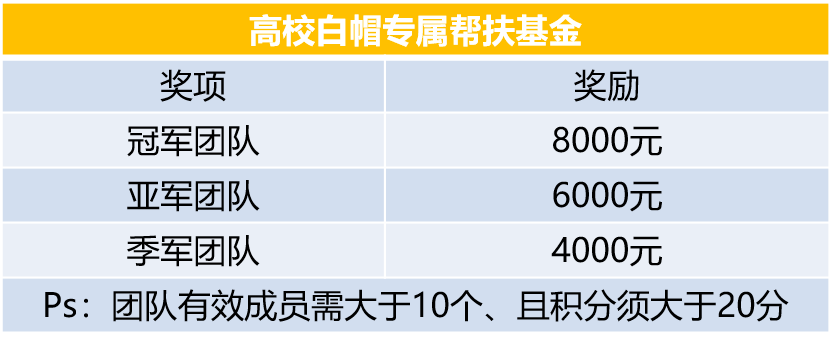 高校白帽专属帮扶基金
奖项 奖励
冠军团队 8000元
亚军团队 6000元
季军团队 4000元
Ps：团队有效成员需大于10个、且积分须大于20分